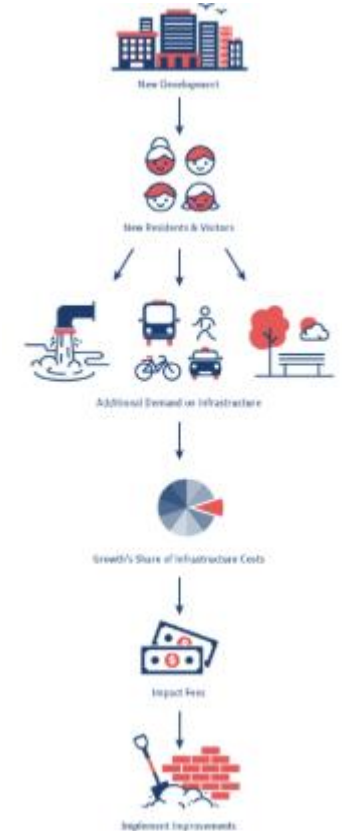 New Development
New Residents & Visitors
Additional Demand on Infrastructure
Growth's Share of Infrastructure Costs
Impact Fees
Implement Improvements